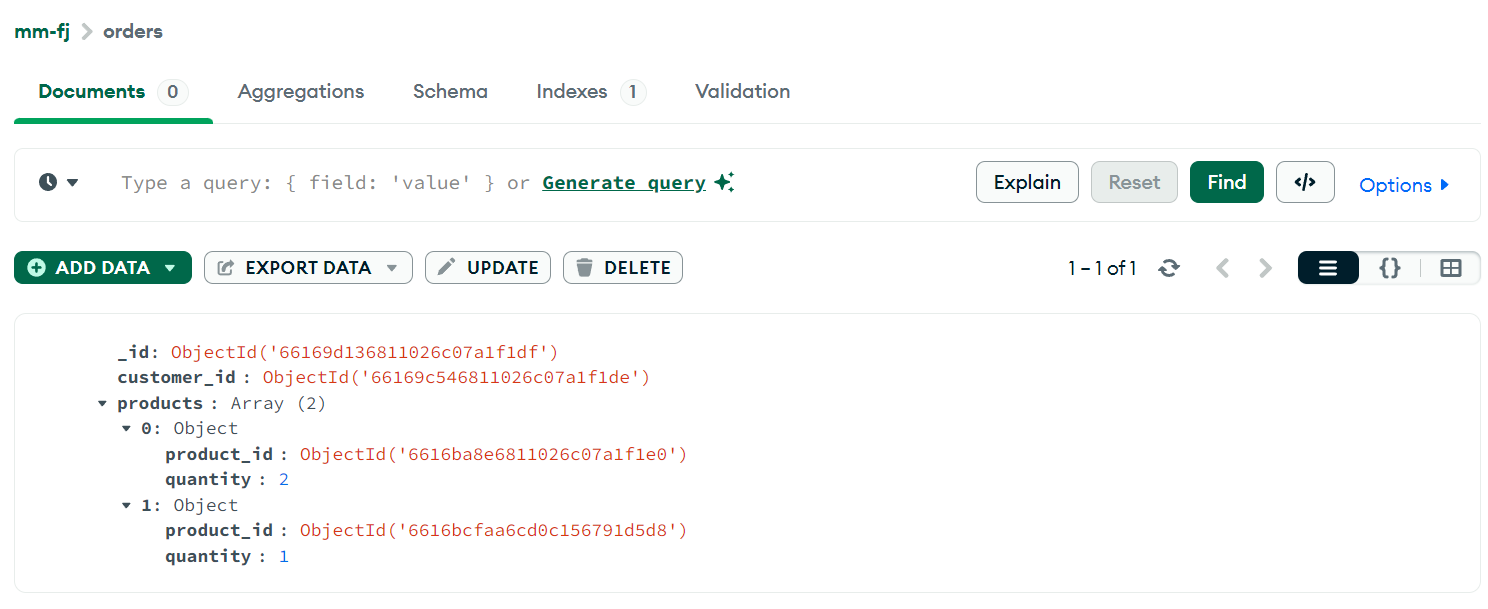 mm-fj > orders
Documents 0 Aggregations Schema Indexes 1 Validation
Type a query: { field: 'value' } or Generate query Explain Reset Find </> Options
ADD DATA EXPORT DATA UPDATE DELETE 1 – 1 of 1 {}
_id: ObjectId('66169d136811026c07a1f1df')
customer_id : ObjectId('66169c546811026c07a1f1de')
products : Array (2)
0: Object
product_id : ObjectId('6616ba8e6811026c07a1f1e0')
quantity : 2
1: Object
product_id : ObjectId('6616bcfaa6cd0c156791d5d8')
quantity : 1